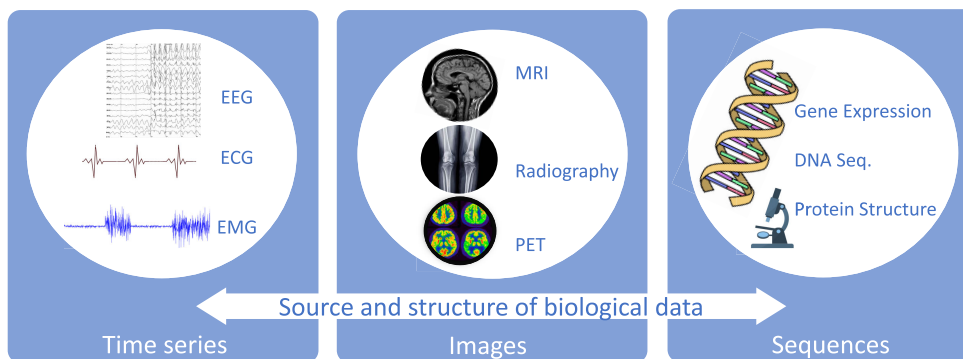 EEG
ECG
EMG
MRI
Radiography
PET
Gene Expression
DNA Seq.
Protein Structure
Source and structure of biological data
Time series
Images
Sequences